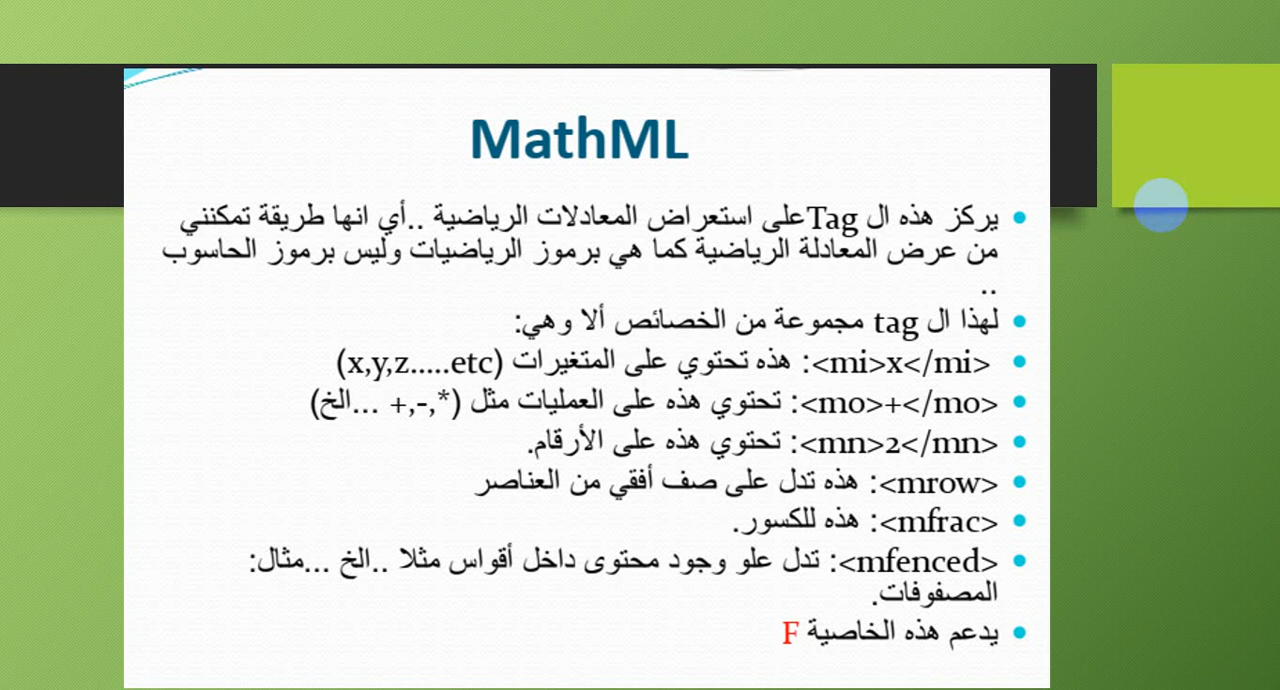 MathML
يركز هذه ال Tagعلى استعراض المعادلات الرياضية ..أي انها طريقة تمكنني
من عرض المعادلة الرياضية كما هي برموز الرياضيات وليس برموز الحاسوب
..
لهذا ال tag مجموعة من الخصائص ألا وهي:
<mi>x</mi>: هذه تحتوي على المتغيرات (x,y,z.....etc)
<mo>+</mo>: تحتوي هذه على العمليات مثل (*,-,+ ...الخ)
<mn>2</mn>: تحتوي هذه على الأرقام.
<mrow>: هذه تدل على صف أفقي من العناصر
<mfrac>: هذه للكسور.
<mfenced>: تدل علو وجود محتوى داخل أقواس مثلا ..الخ ...مثال:
المصفوفات.
يدعم هذه الخاصية F